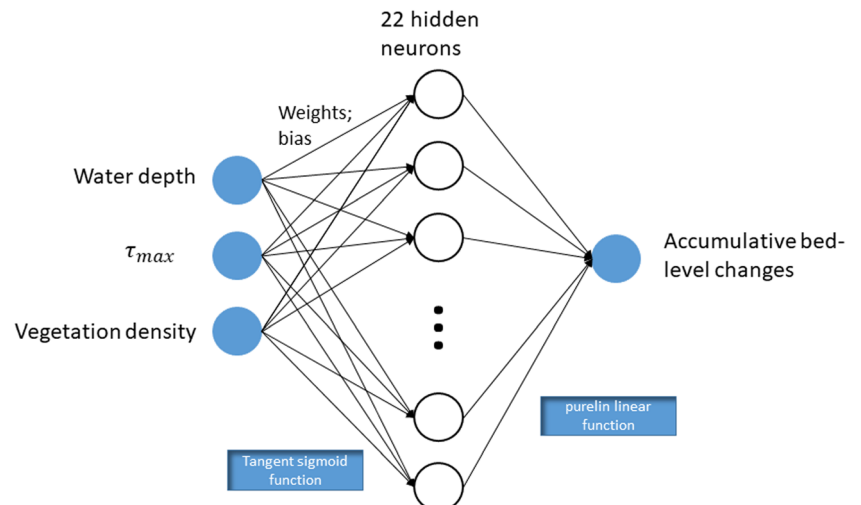 22 hidden
neurons
Weights;
bias
Water depth
τmax
Vegetation density
Accumulative bed-
level changes
purelin linear
function
Tangent sigmoid
function